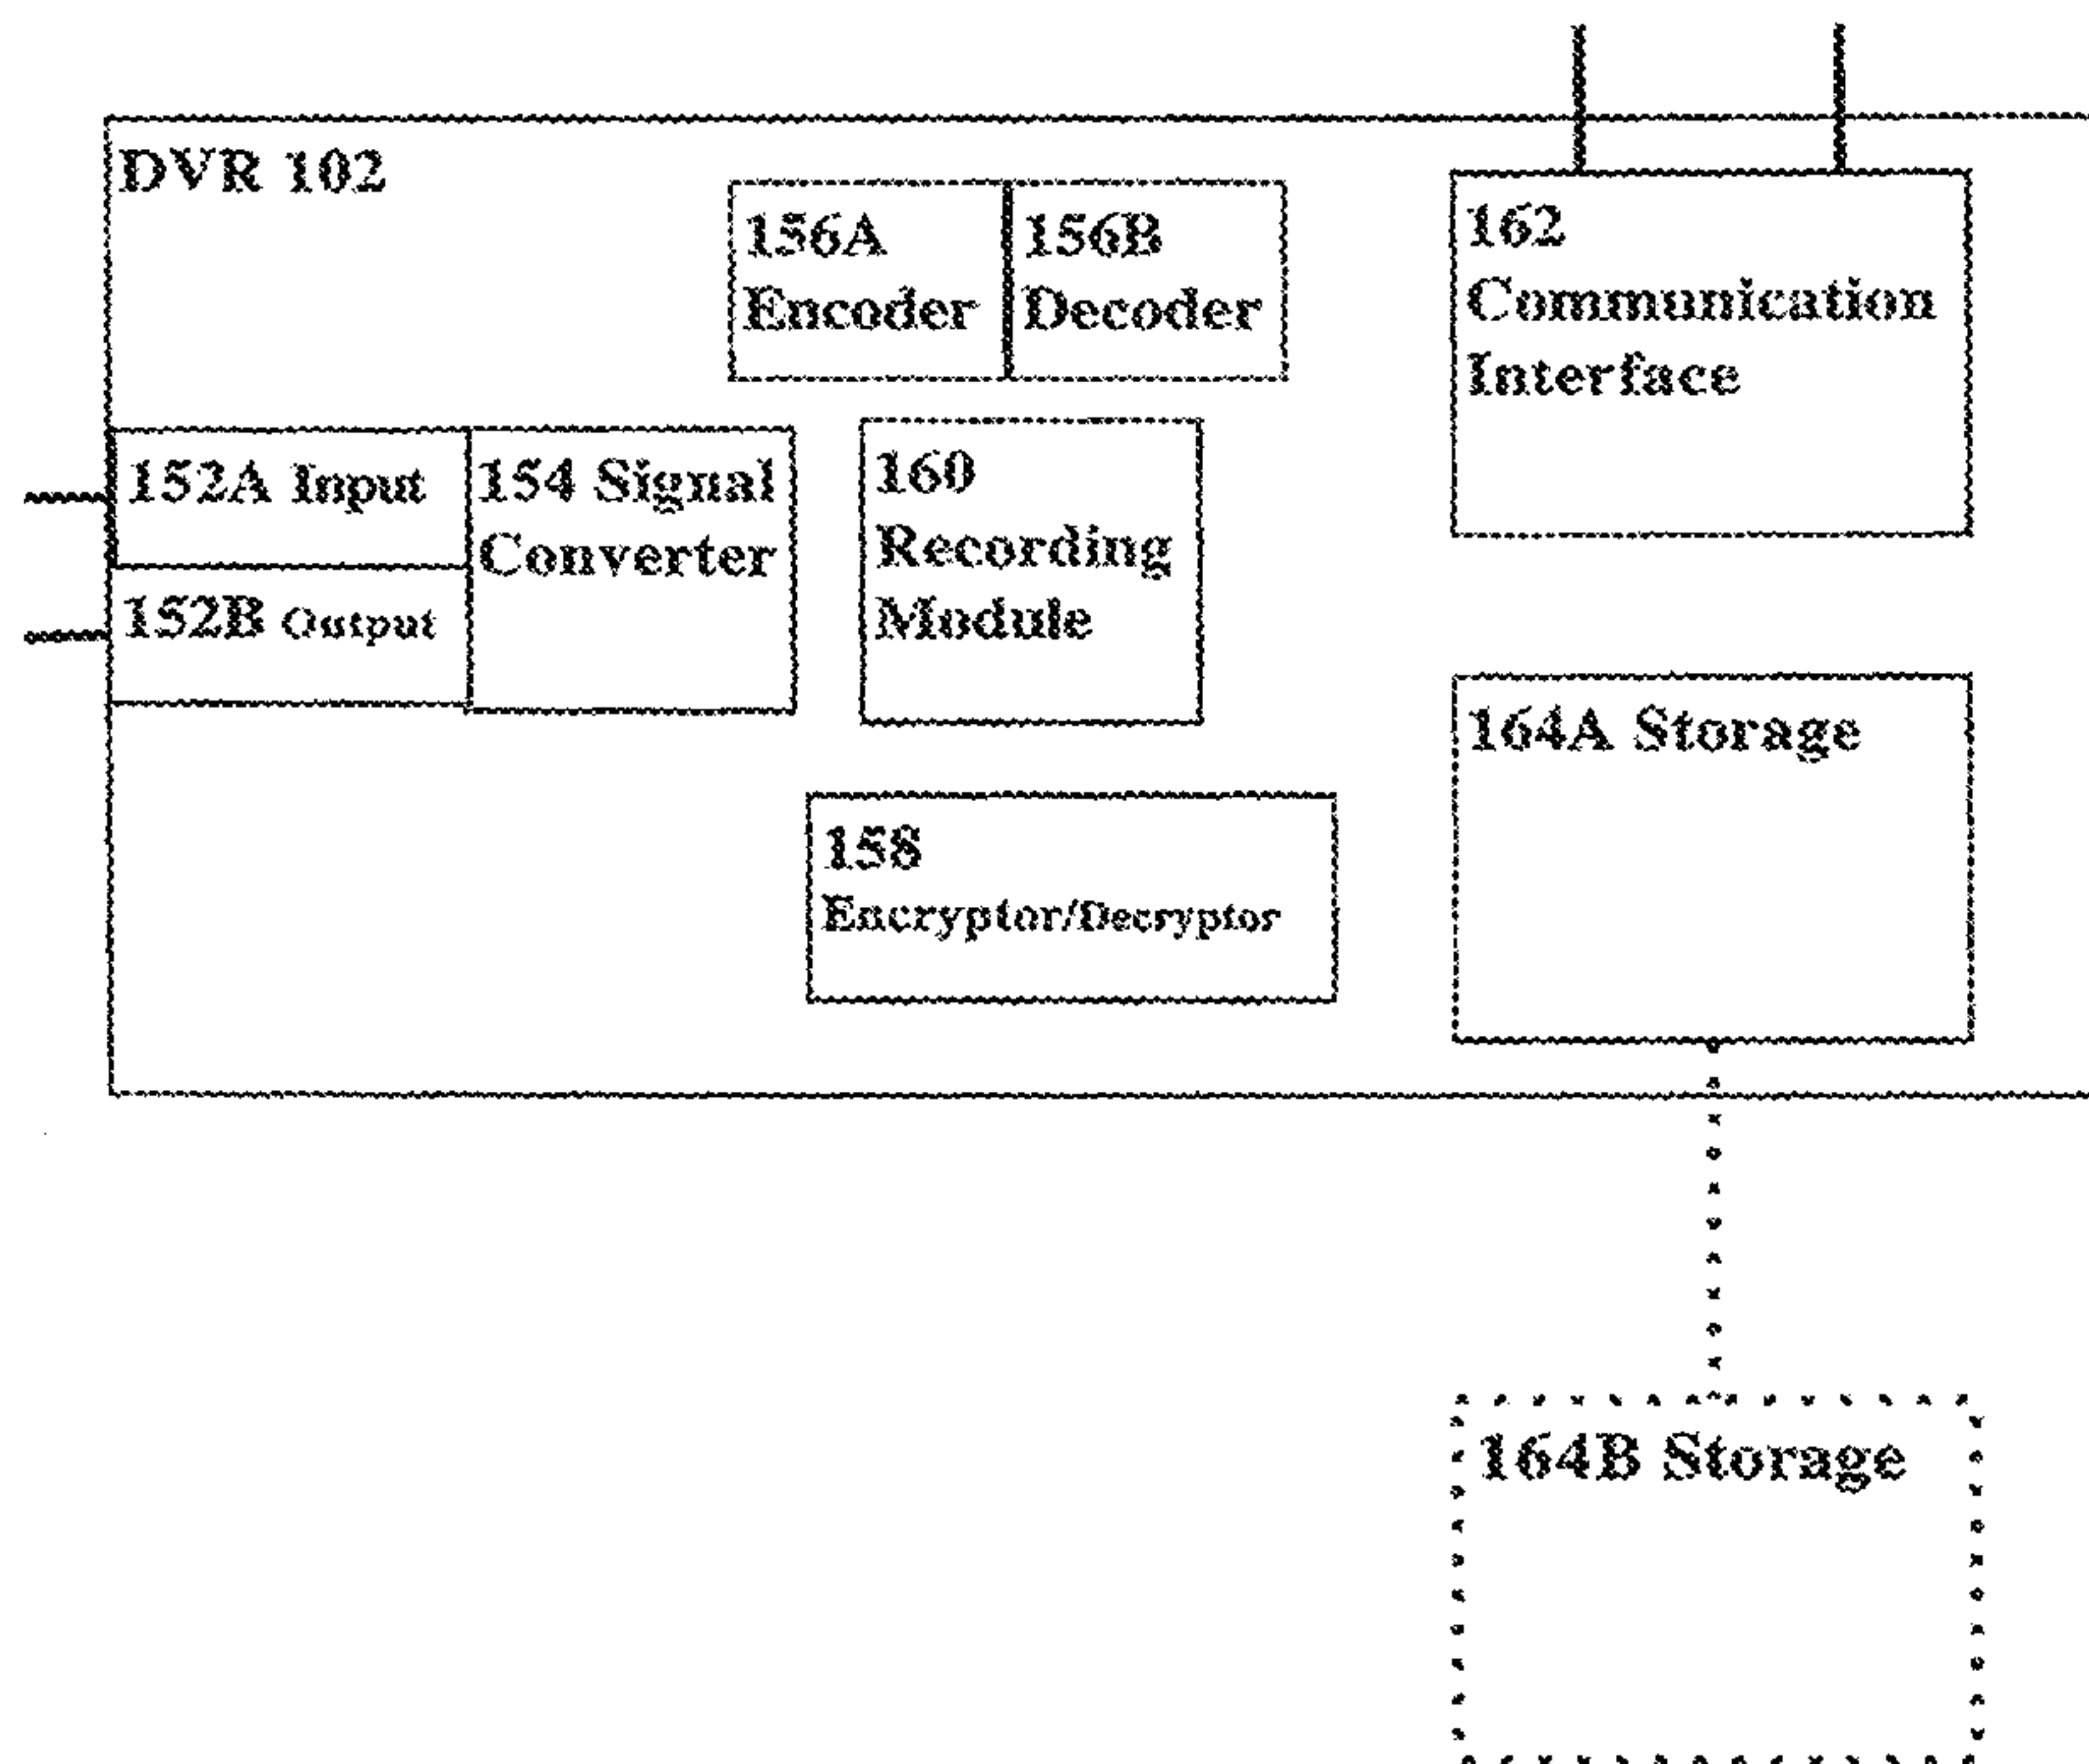 DVR 102
156A
Encoder
156B
Decoder
162
Communication
Interface
152A Input
154 Signal
Converter
160
Recording
Module
152B Output
164A Storage
158
Encryptor/Decryptor
164B Storage